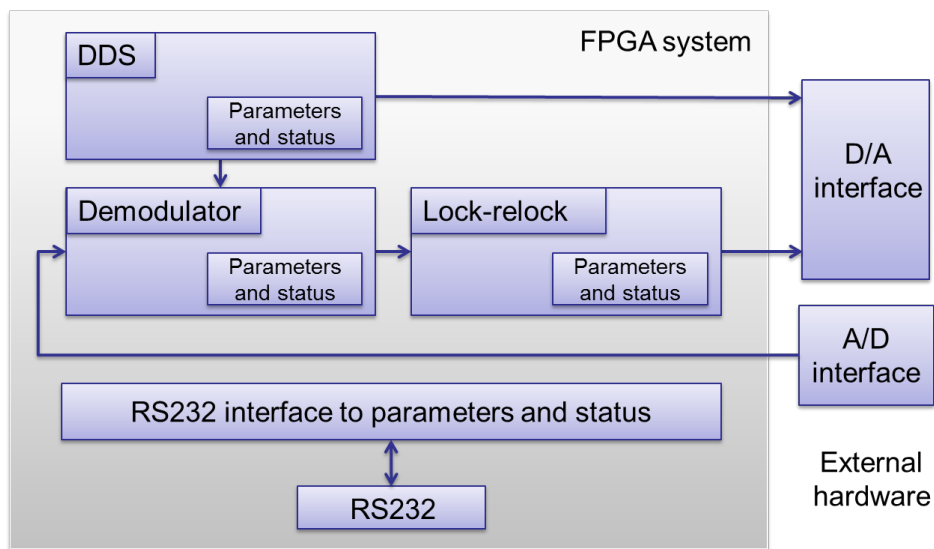 FPGA system
DDS
Parameters
and status
D/A
interface
Demodulator
Parameters
and status
Lock-relock
Parameters
and status
A/D
interface
RS232 interface to parameters and status
RS232
External
hardware